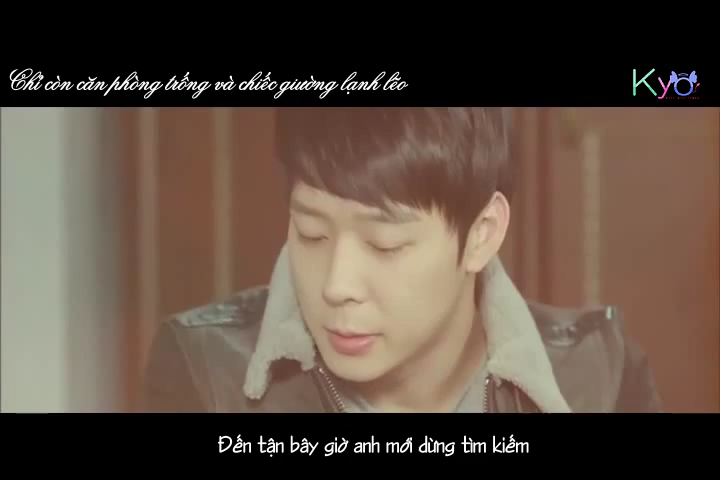 Chỉ còn căn phòng trống và chiếc giường lạnh lẽo
Kyo
Đến tận bây giờ anh mới dừng tìm kiếm